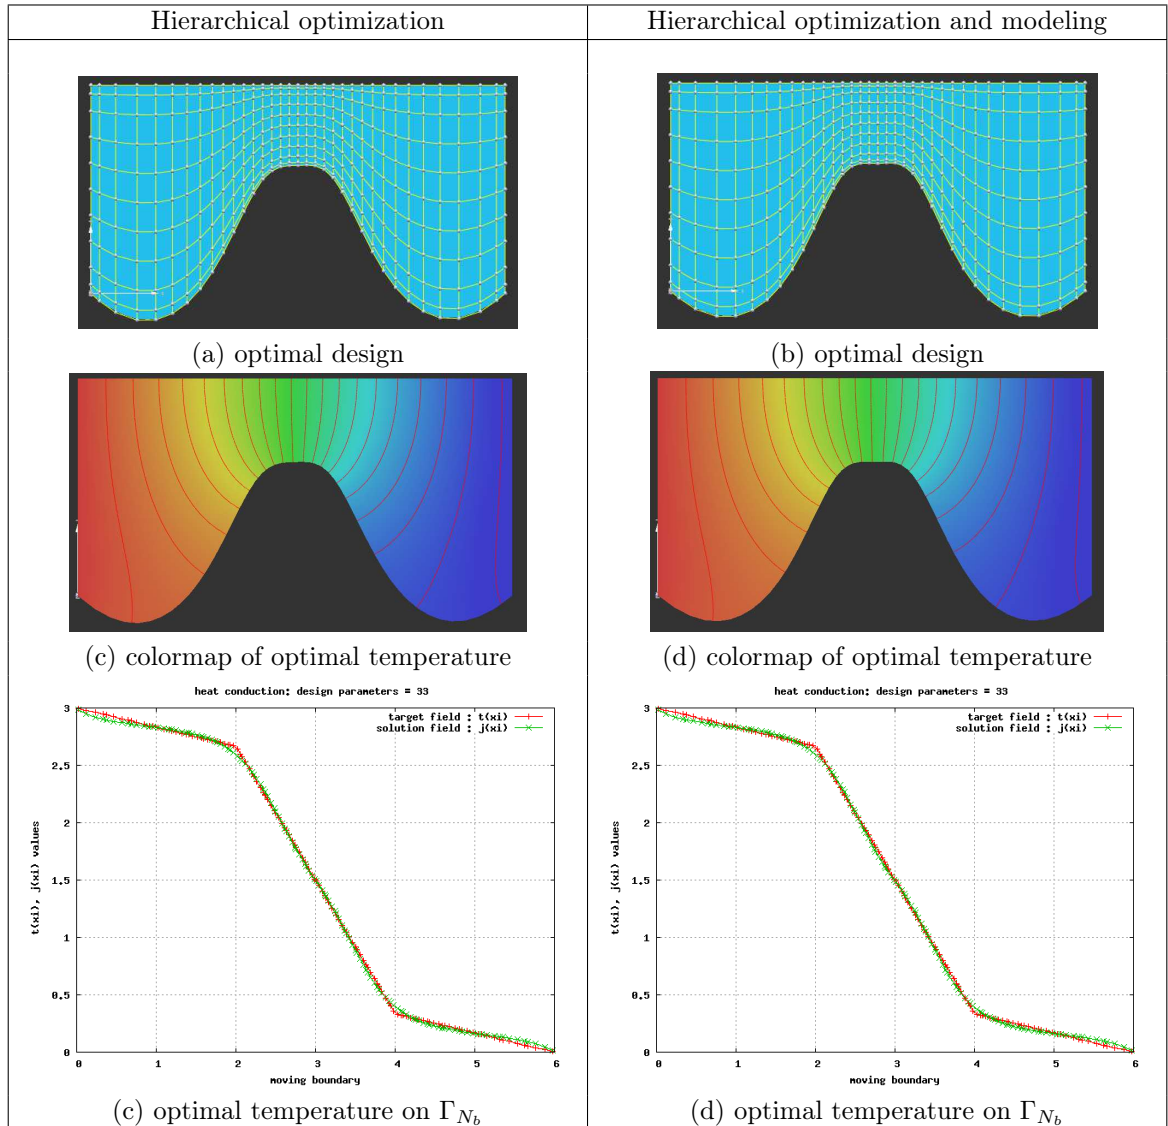 Hierarchical optimization
Hierarchical optimization and modeling
(a) optimal design
(b) optimal design
(c) colormap of optimal temperature
(d) colormap of optimal temperature
heat conduction: design parameters = 33
target field : t(xi)
solution field : j(xi)
t(xi), j(xi) values
3
2.5
2
1.5
1
0.5
0
0 1 2 3 4 5 6
moving boundary
heat conduction: design parameters = 33
target field : t(xi)
solution field : j(xi)
t(xi), j(xi) values
3
2.5
2
1.5
1
0.5
0
0 1 2 3 4 5 6
moving boundary
(c) optimal temperature on Γ_{N_b}
(d) optimal temperature on Γ_{N_b}